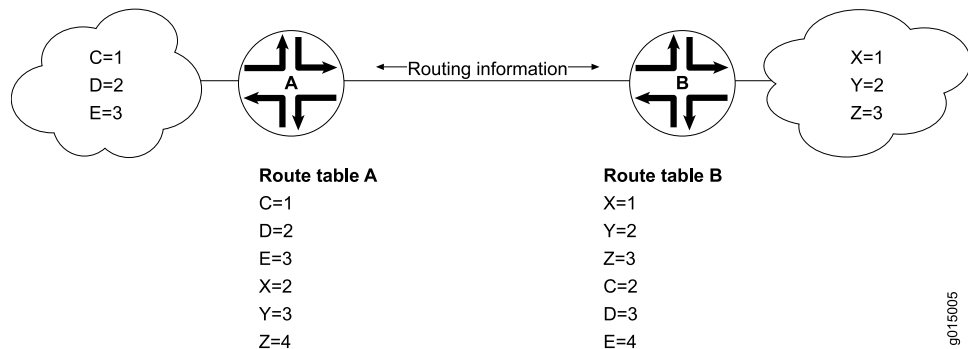 C=1
D=2
E=3
A
Routing information
B
X=1
Y=2
Z=3
Route table A
C=1
D=2
E=3
X=2
Y=3
Z=4
Route table B
X=1
Y=2
Z=3
C=2
D=3
E=4
g015005